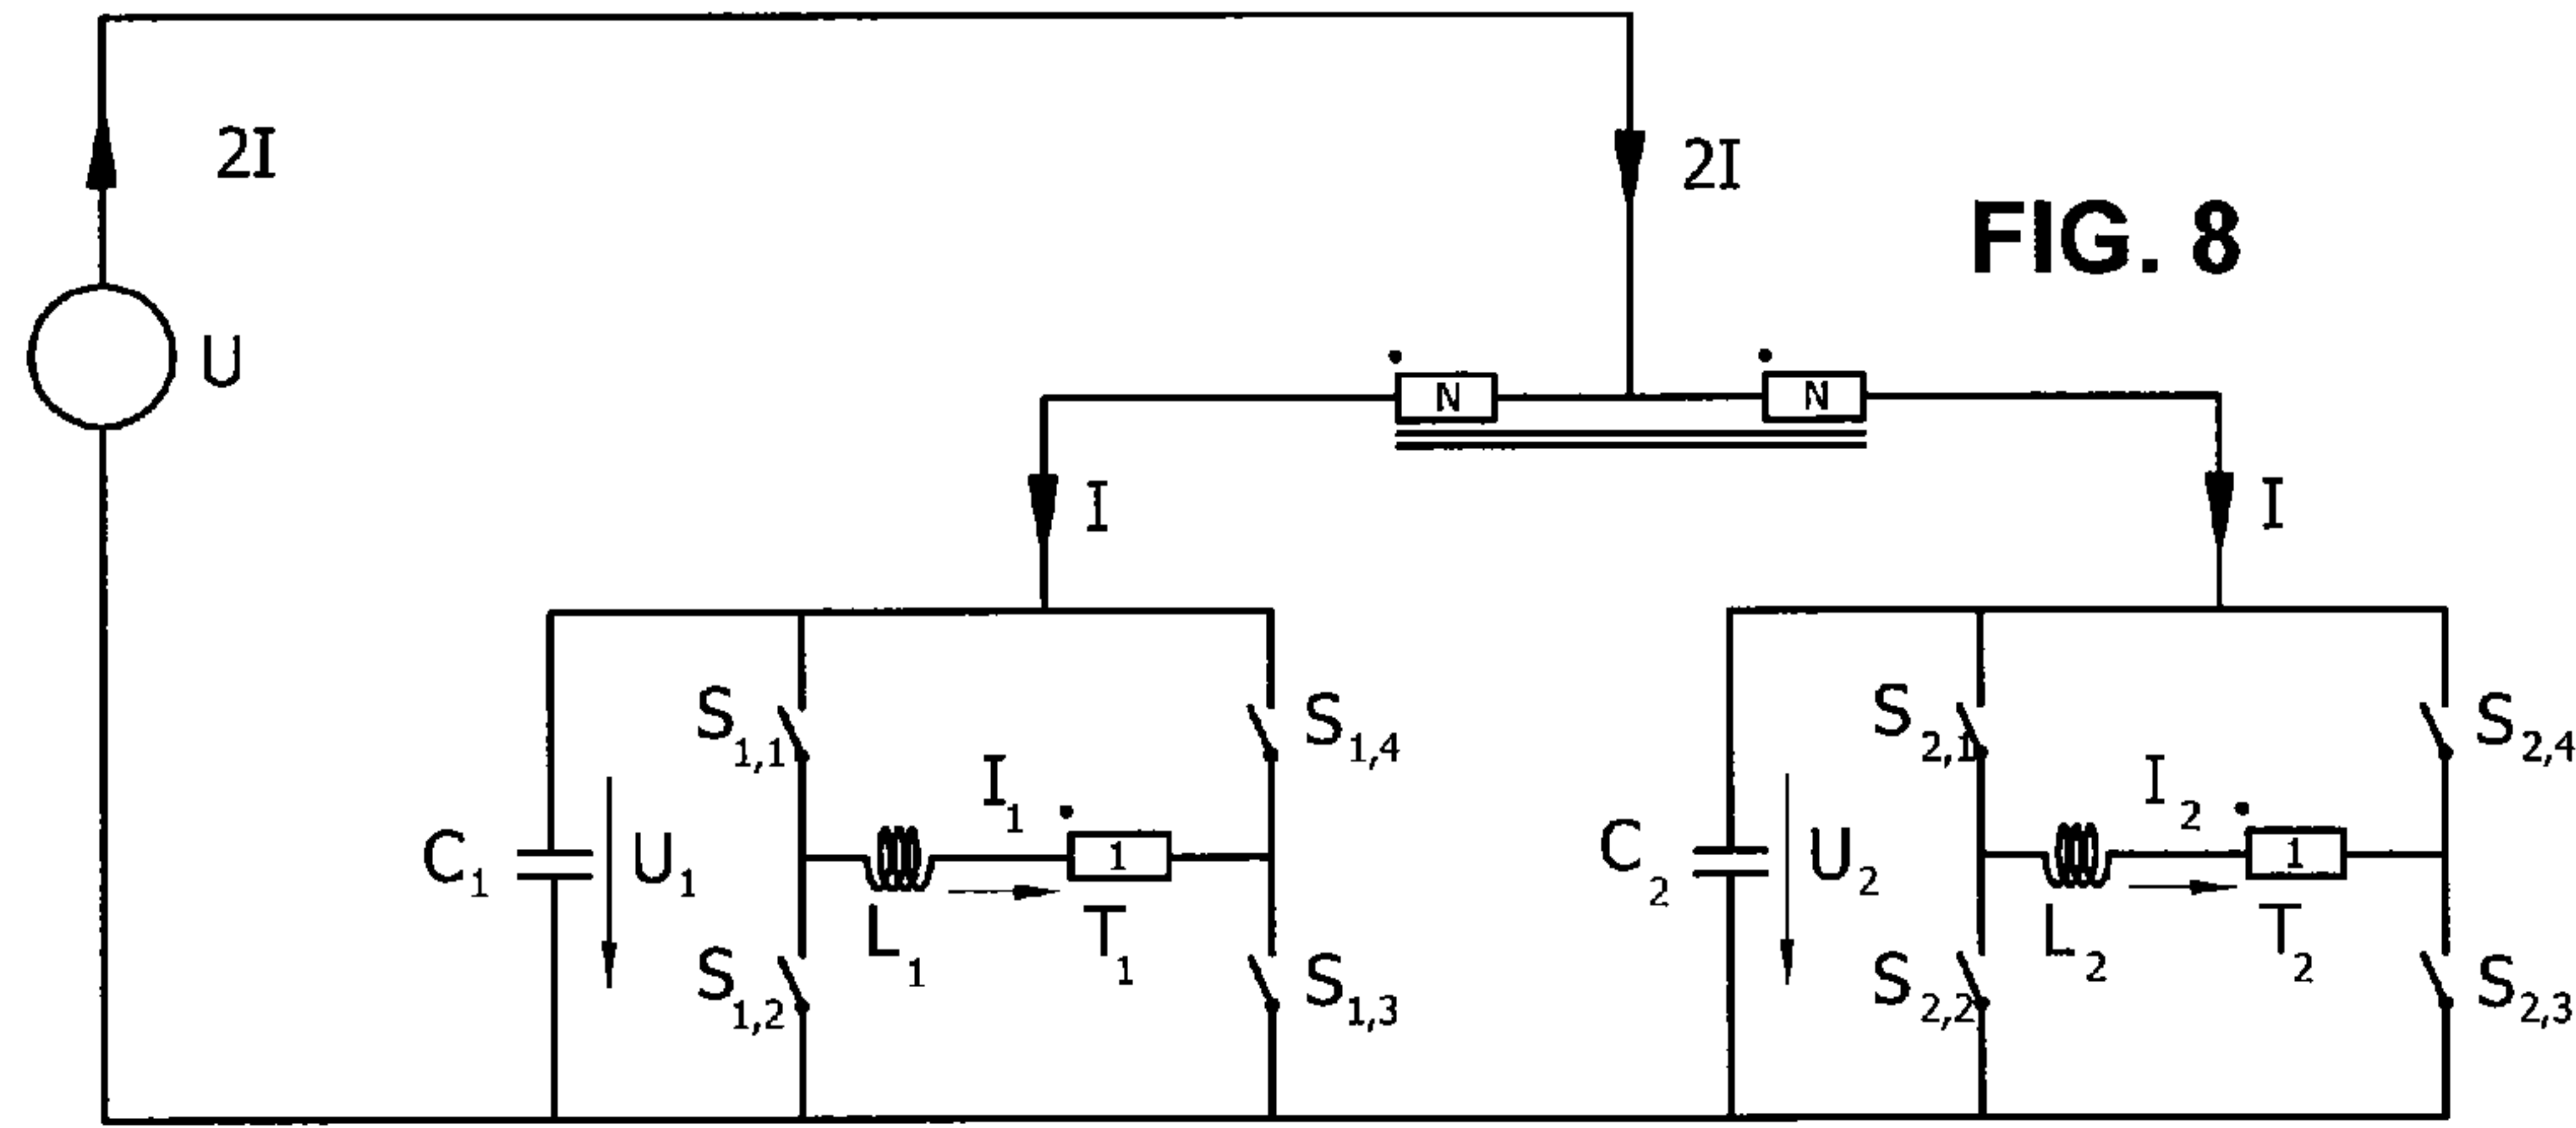 2I
2I
FIG. 8
U
N
N
I
I
S1,1
S1,4
S2,1
S2,4
I1
I2
C1
U1
1
C2
U2
1
L1
T1
L2
T2
S1,2
S1,3
S2,2
S2,3